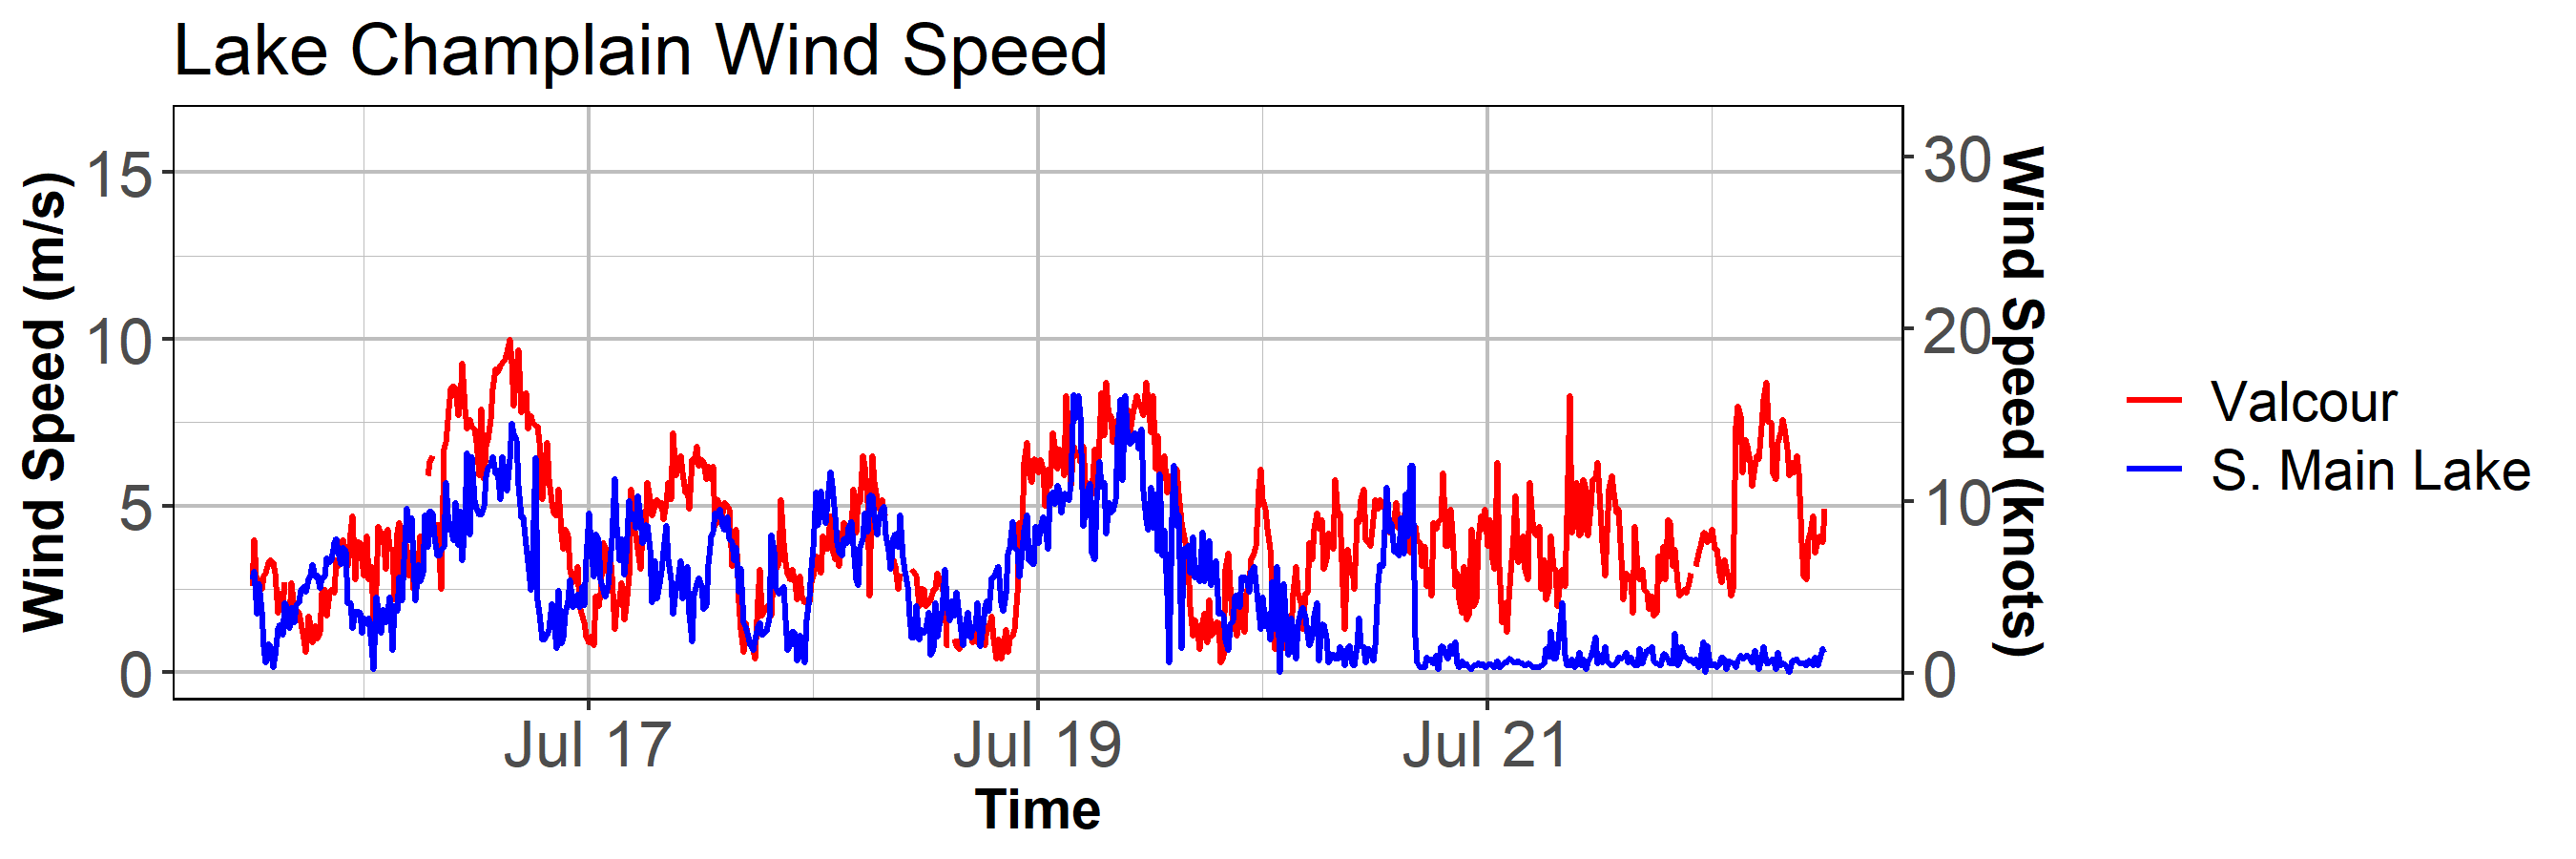 Lake Champlain Wind Speed
Wind Speed (m/s)
15
10
5
0
30
20
10
0
Wind Speed (knots)
Jul 17
Jul 19
Jul 21
Time
Valcour
S. Main Lake